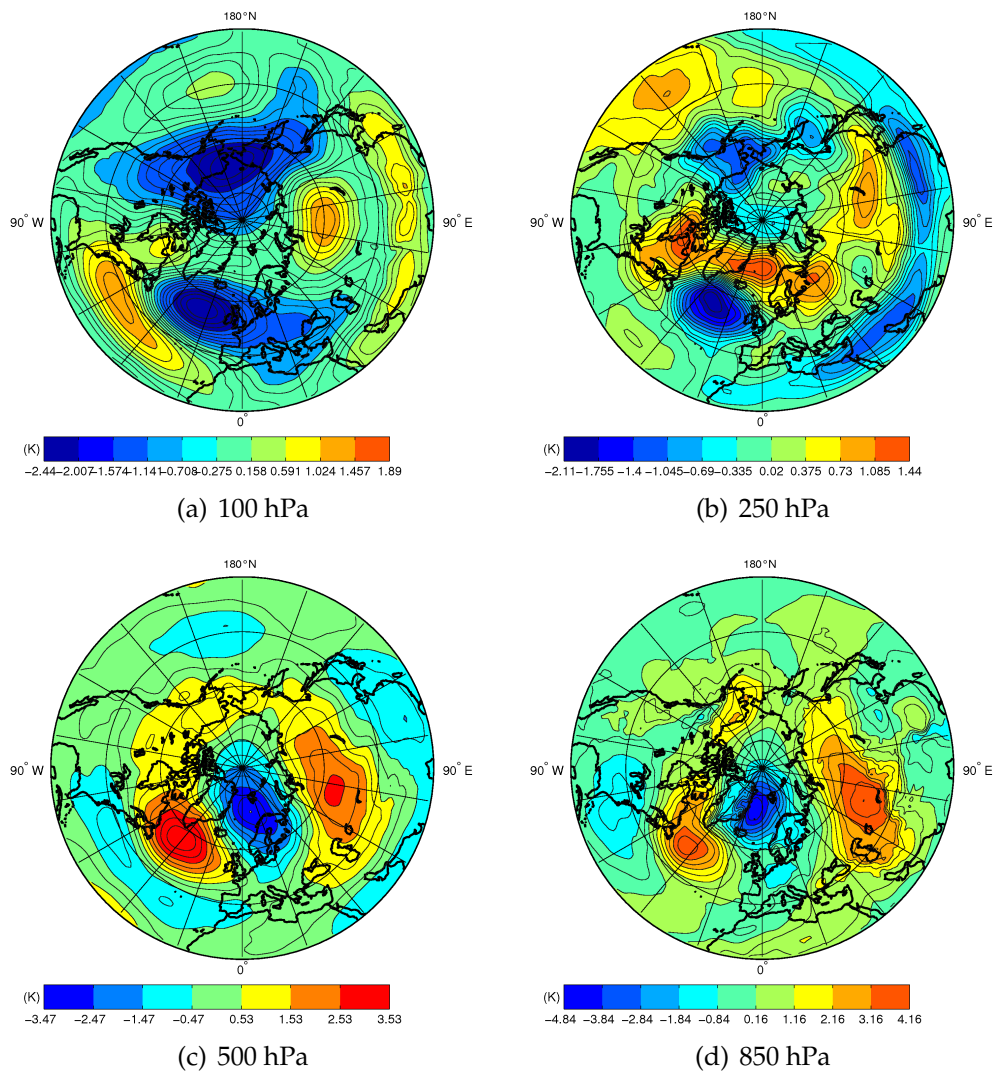 180°N 180°N
90° W 90° E 90° W 90° E
0° 0°
(K) (K)
−2.44−2.007−1.574−1.141−0.708−0.275 0.158 0.591 1.024 1.457 1.89 −2.11−1.755 −1.4 −1.045−0.69−0.335 0.02 0.375 0.73 1.085 1.44
(a) 100 hPa (b) 250 hPa
180°N 180°N
90° W 90° E 90° W 90° E
0° 0°
(K) (K)
−3.47 −2.47 −1.47 −0.47 0.53 1.53 2.53 3.53 −4.84 −3.84 −2.84 −1.84 −0.84 0.16 1.16 2.16 3.16 4.16
(c) 500 hPa (d) 850 hPa